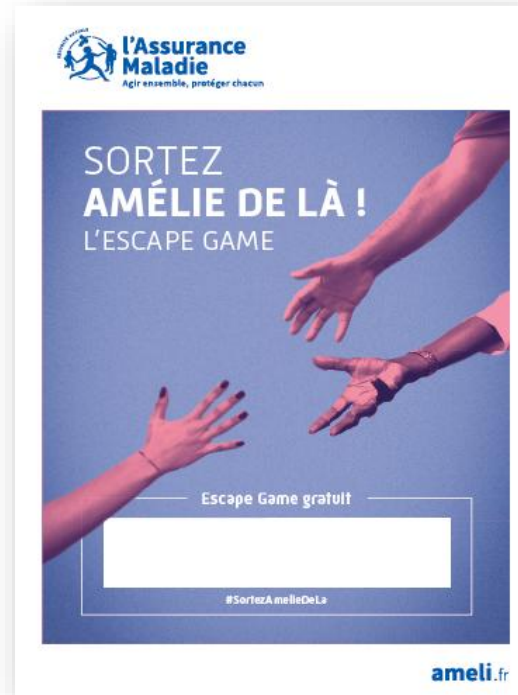 l'Assurance
Maladie
Agir ensemble, protéger chacun
SORTEZ
AMÉLIE DE LÀ !
L'ESCAPE GAME
Escape Game gratuit
#SortezAmelieDeLa
ameli.fr